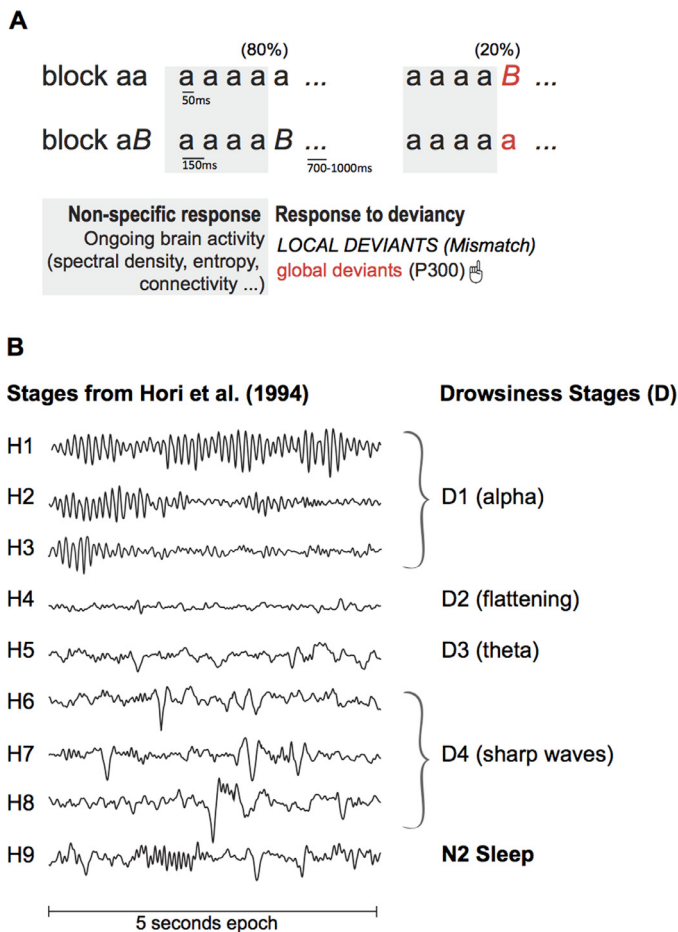 A
(80%) (20%)
block aa a a a a a ... a a a a B ...
50ms
block aB a a a a B ... a a a a a ...
150ms 700-1000ms
Non-specific response Response to deviancy
Ongoing brain activity LOCAL DEVIANTS (Mismatch)
(spectral density, entropy, global deviants (P300)
connectivity ...)
B
Stages from Hori et al. (1994) Drowsiness Stages (D)
H1
H2 D1 (alpha)
H3
H4 D2 (flattening)
H5 D3 (theta)
H6
H7 D4 (sharp waves)
H8
H9 N2 Sleep
5 seconds epoch